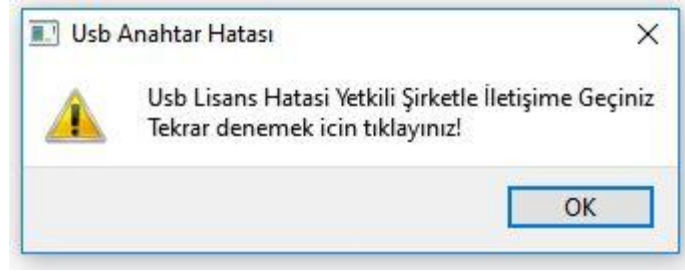 Usb Anahtar Hatası
Usb Lisans Hatasi Yetkili Şirketle İletişime Geçiniz
Tekrar denemek icin tıklayınız!
OK